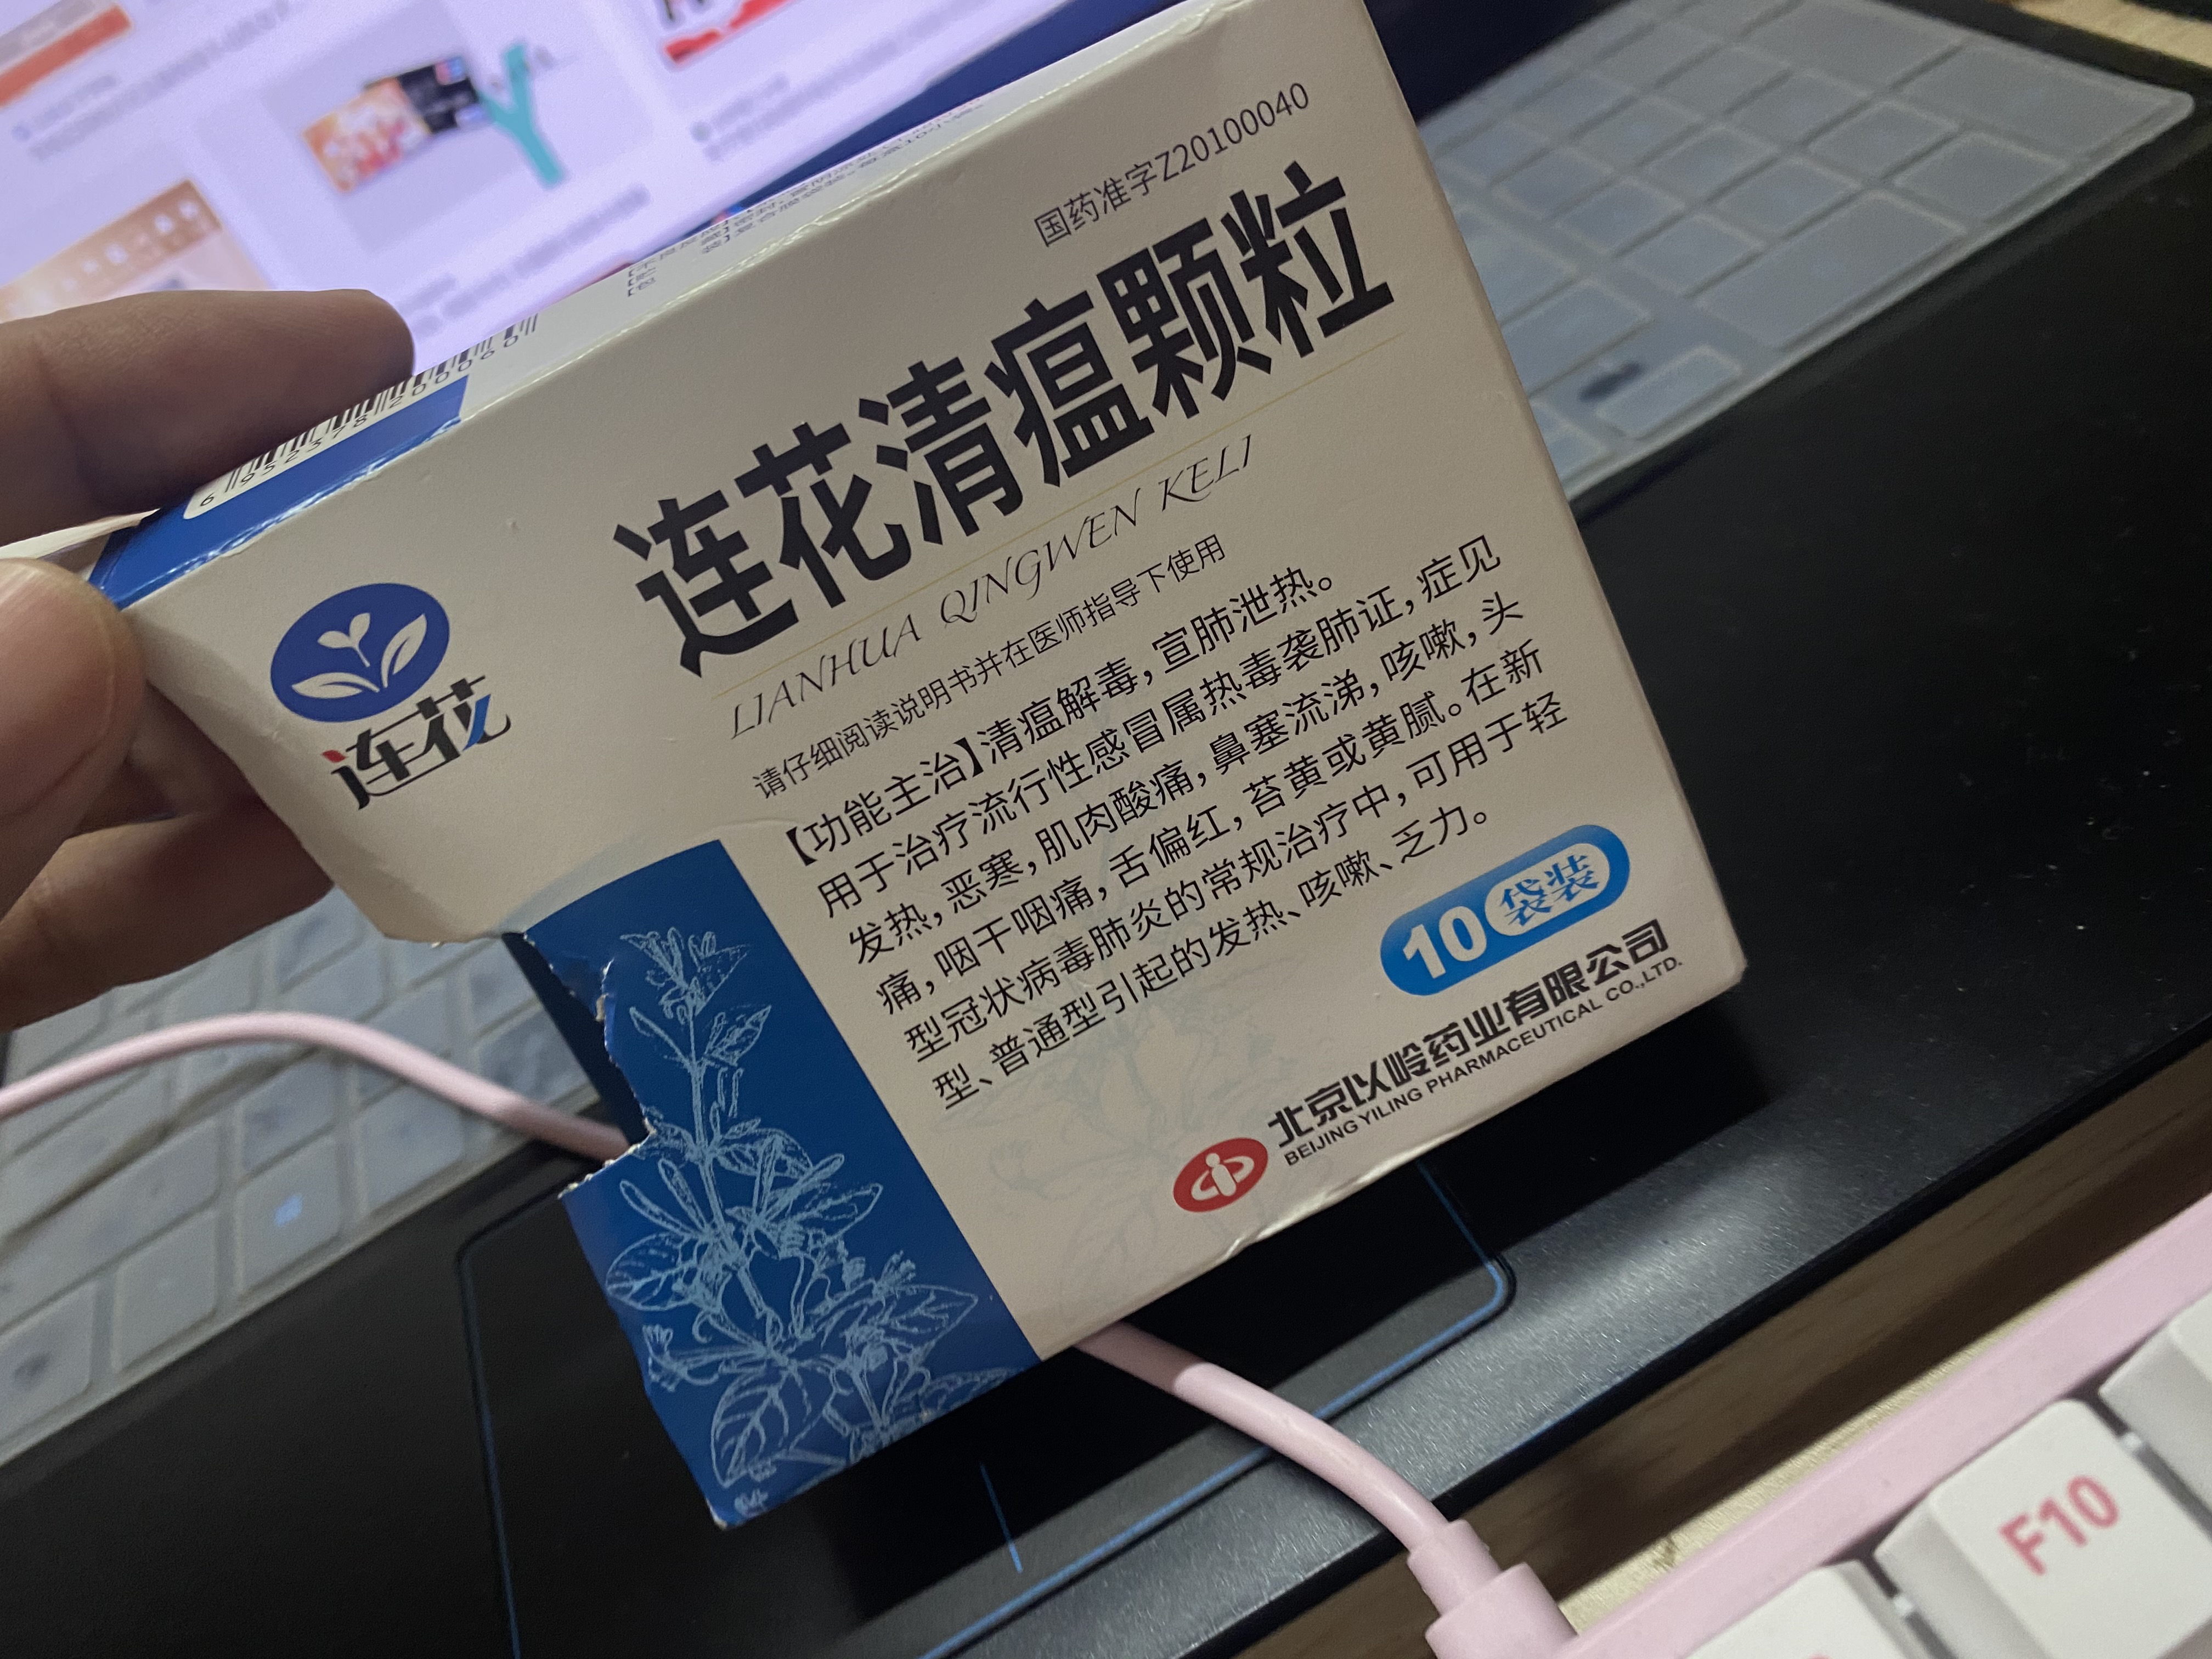 连花
国药准字Z20100040
连花清瘟颗粒
LIANHUA QINGWEN KELI
请仔细阅读说明书并在医师指导下使用
【功能主治】清瘟解毒，宣肺泄热。
用于治疗流行性感冒属热毒袭肺证，症见
发热，恶寒，肌肉酸痛，鼻塞流涕，咳嗽，头
痛，咽干咽痛，舌偏红，苔黄或黄腻。在新
型冠状病毒肺炎的常规治疗中，可用于轻
型、普通型引起的发热、咳嗽、乏力。
10袋装
北京以岭药业有限公司
BEIJING YILING PHARMACEUTICAL CO.,LTD.
F10